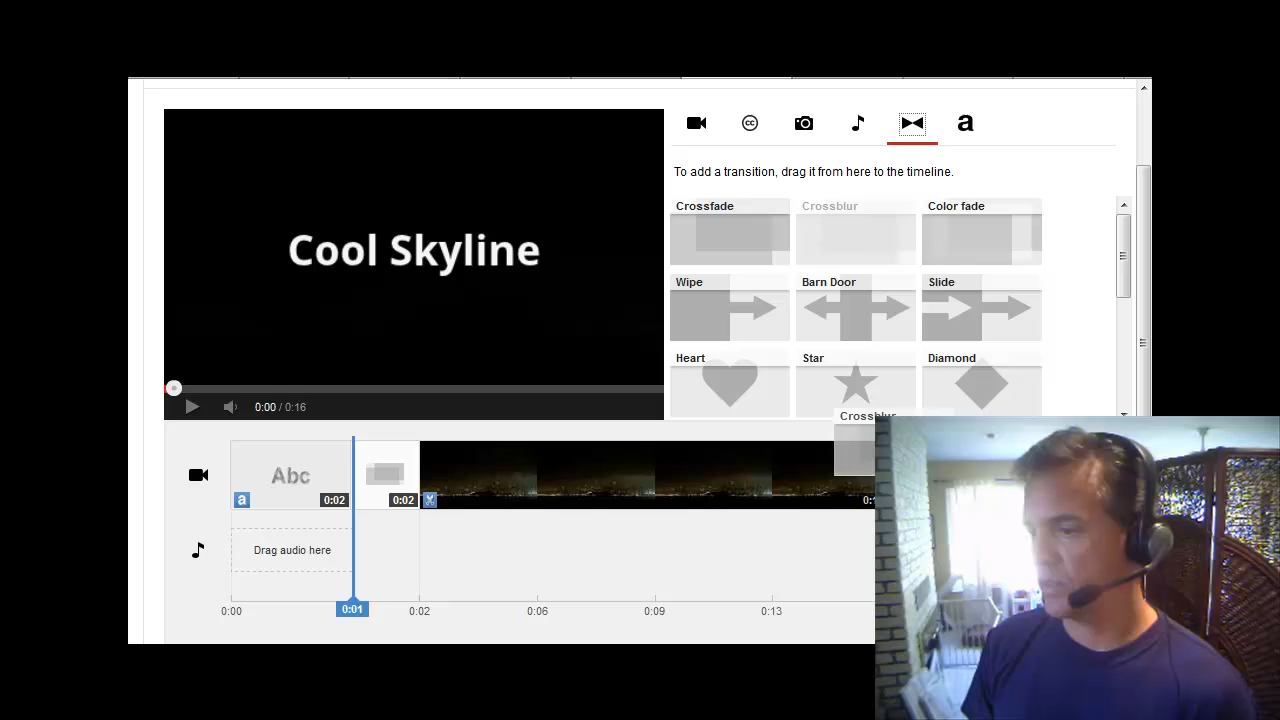 cc
a
To add a transition, drag it from here to the timeline.
Cool Skyline
Crossfade
Crossblur
Color fade
Wipe
Barn Door
Slide
Heart
Star
Diamond
Crossblur
0:00 / 0:16
Abc
a
0:02
0:02
Drag audio here
0:00
0:01
0:02
0:06
0:09
0:13